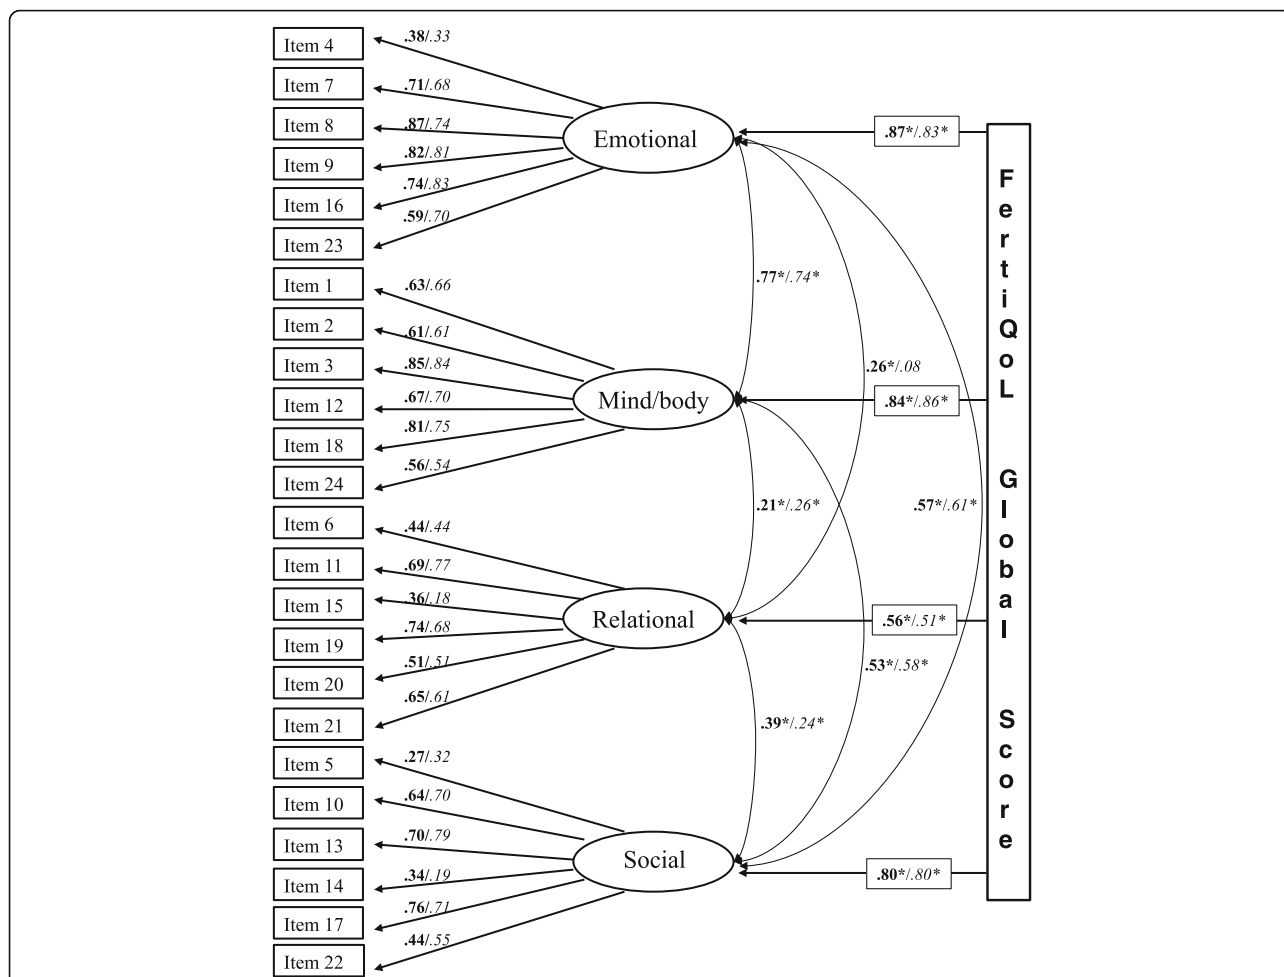 Item 4
.38/.33
Item 7
.71/.68
Item 8
.87/.74
Item 9
.82/.81
Item 16
.74/.83
Item 23
.59/.70
Emotional
.87*/.83*
Item 1
.63/.66
Item 2
.61/.61
Item 3
.85/.84
Item 12
.67/.70
Item 18
.81/.75
Item 24
.56/.54
Mind/body
.84*/.86*
Item 6
.44/.44
Item 11
.69/.77
Item 15
.36/.18
Item 19
.74/.68
Item 20
.51/.51
Item 21
.65/.61
Relational
.56*/.51*
Item 5
.27/.32
Item 10
.64/.70
Item 13
.70/.79
Item 14
.34/.19
Item 17
.76/.71
Item 22
.44/.55
Social
.80*/.80*
.77*/.74*
.26*/.08
.21*/.26*
.57*/.61*
.53*/.58*
.39*/.24*
FertiQoL Global Score